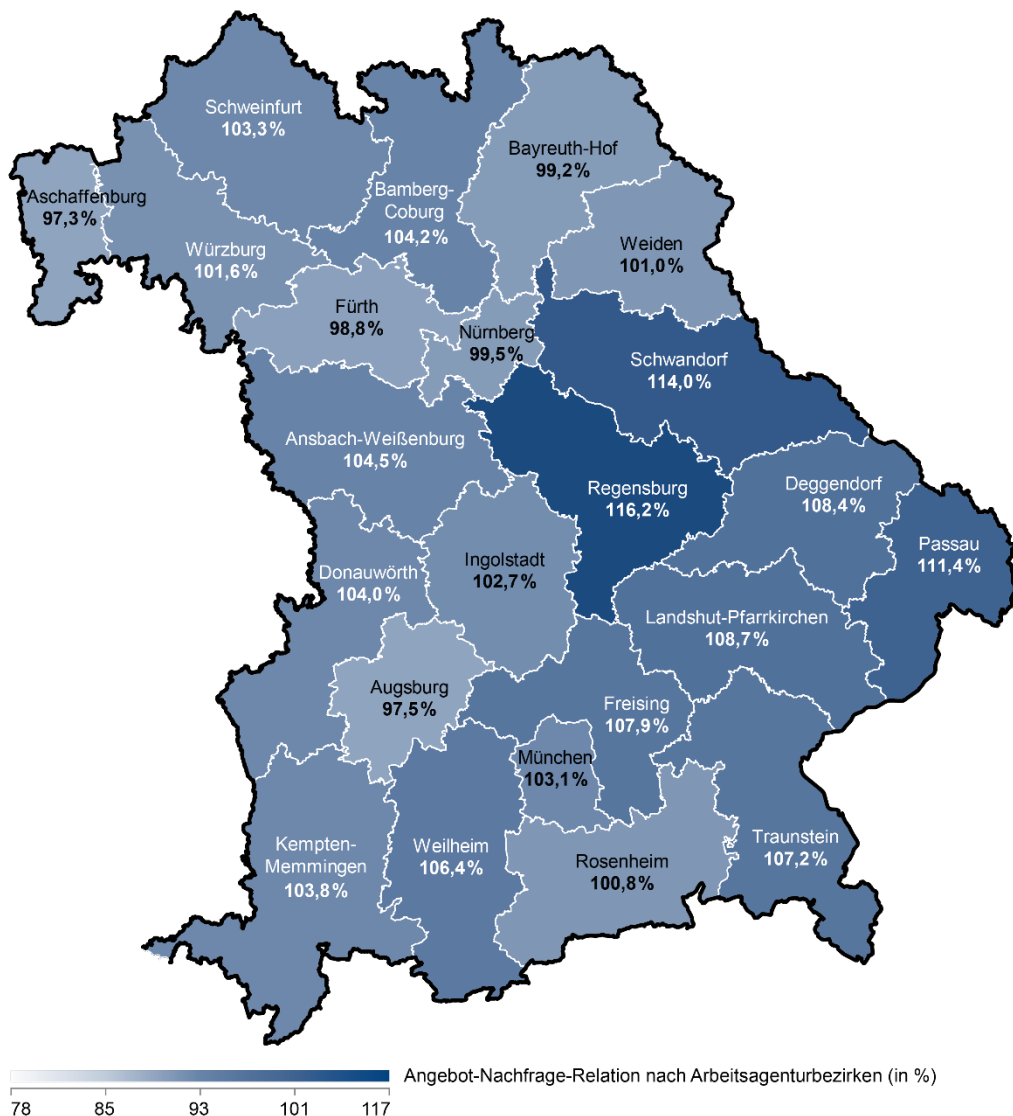 Schweinfurt
103,3%
Bayreuth-Hof
99,2%
Aschaffenburg
97,3%
Bamberg-
Coburg
104,2%
Würzburg
101,6%
Weiden
101,0%
Fürth
98,8%
Nürnberg
99,5%
Schwandorf
114,0%
Ansbach-Weißenburg
104,5%
Regensburg
116,2%
Deggendorf
108,4%
Passau
111,4%
Ingolstadt
102,7%
Donauwörth
104,0%
Landshut-Pfarrkirchen
108,7%
Augsburg
97,5%
Freising
107,9%
München
103,1%
Kempten-
Memmingen
103,8%
Weilheim
106,4%
Rosenheim
100,8%
Traunstein
107,2%
Angebot-Nachfrage-Relation nach Arbeitsagenturbezirken (in %)
78 85 93 101 117